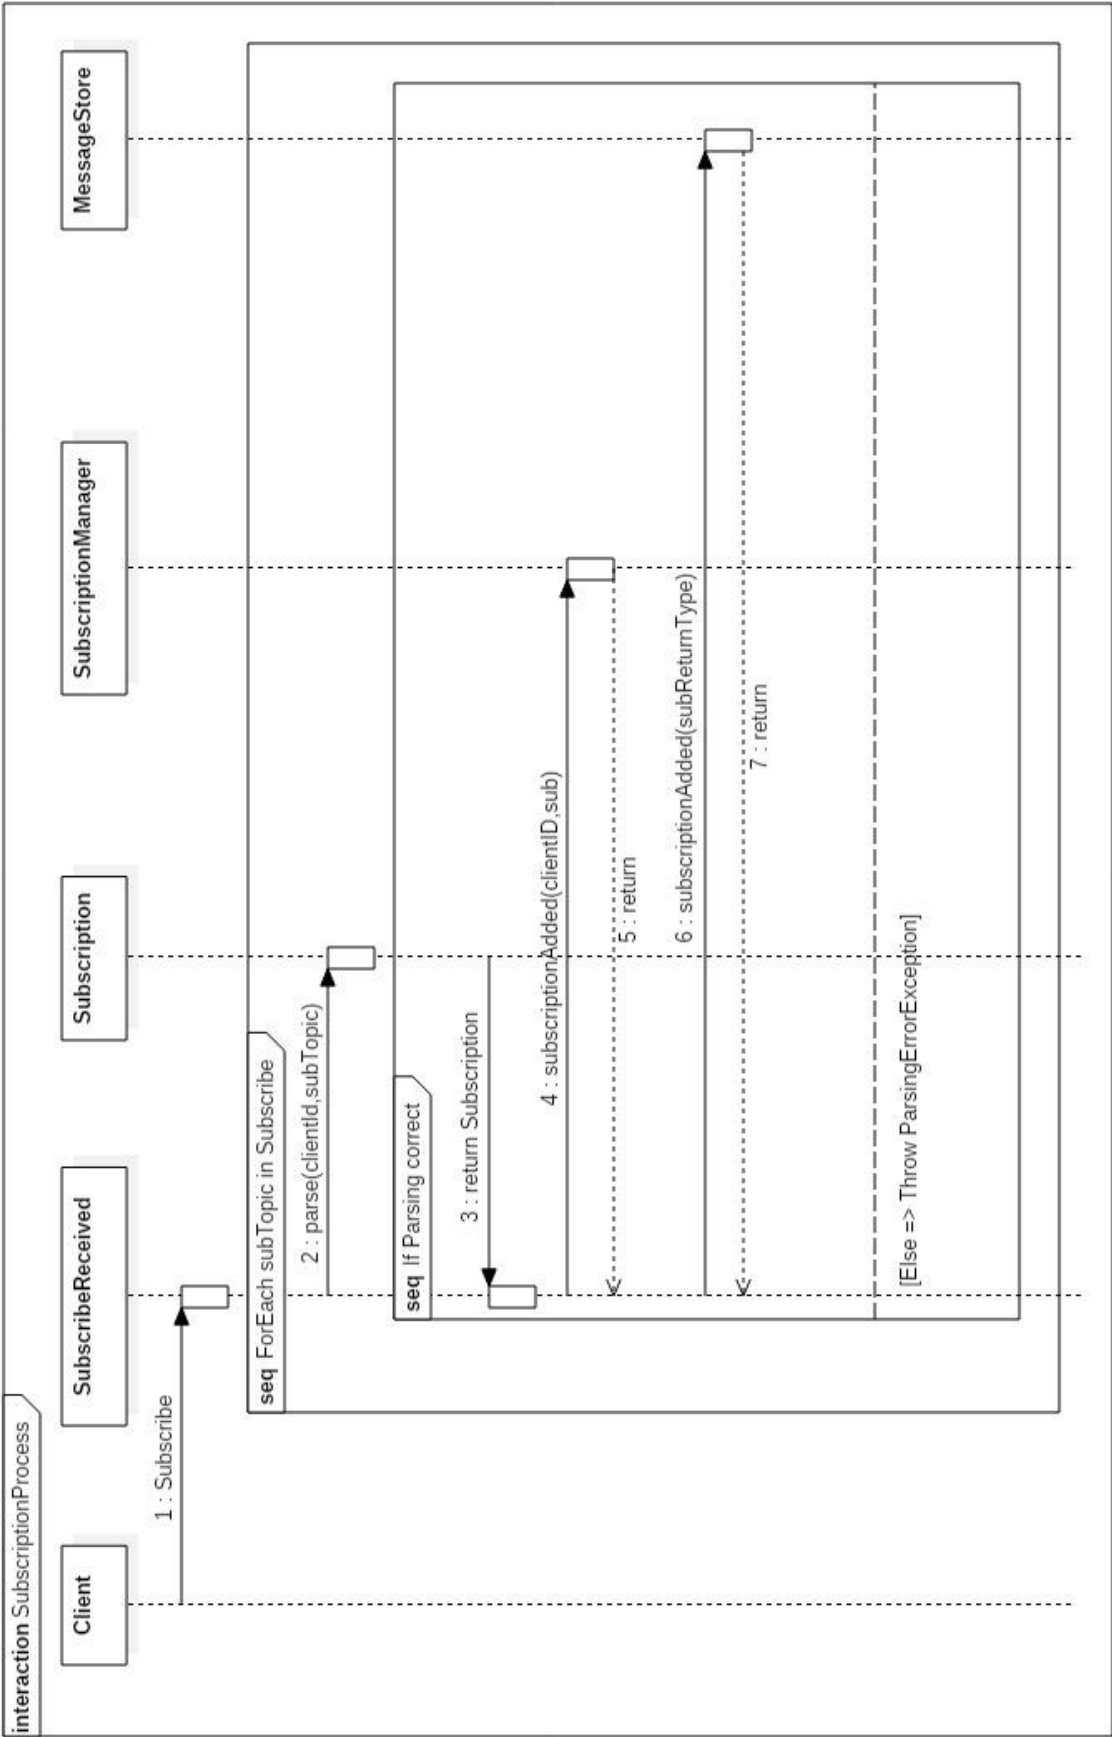 interaction SubscriptionProcess
Client
SubscribeReceived
Subscription
SubscriptionManager
MessageStore
1 : Subscribe
seq ForEach subTopic in Subscribe
2 : parse(clientId,subTopic)
seq If Parsing correct
3 : return Subscription
4 : subscriptionAdded(clientID,sub)
5 : return
6 : subscriptionAdded(subReturnType)
7 : return
[Else => Throw ParsingErrorException]